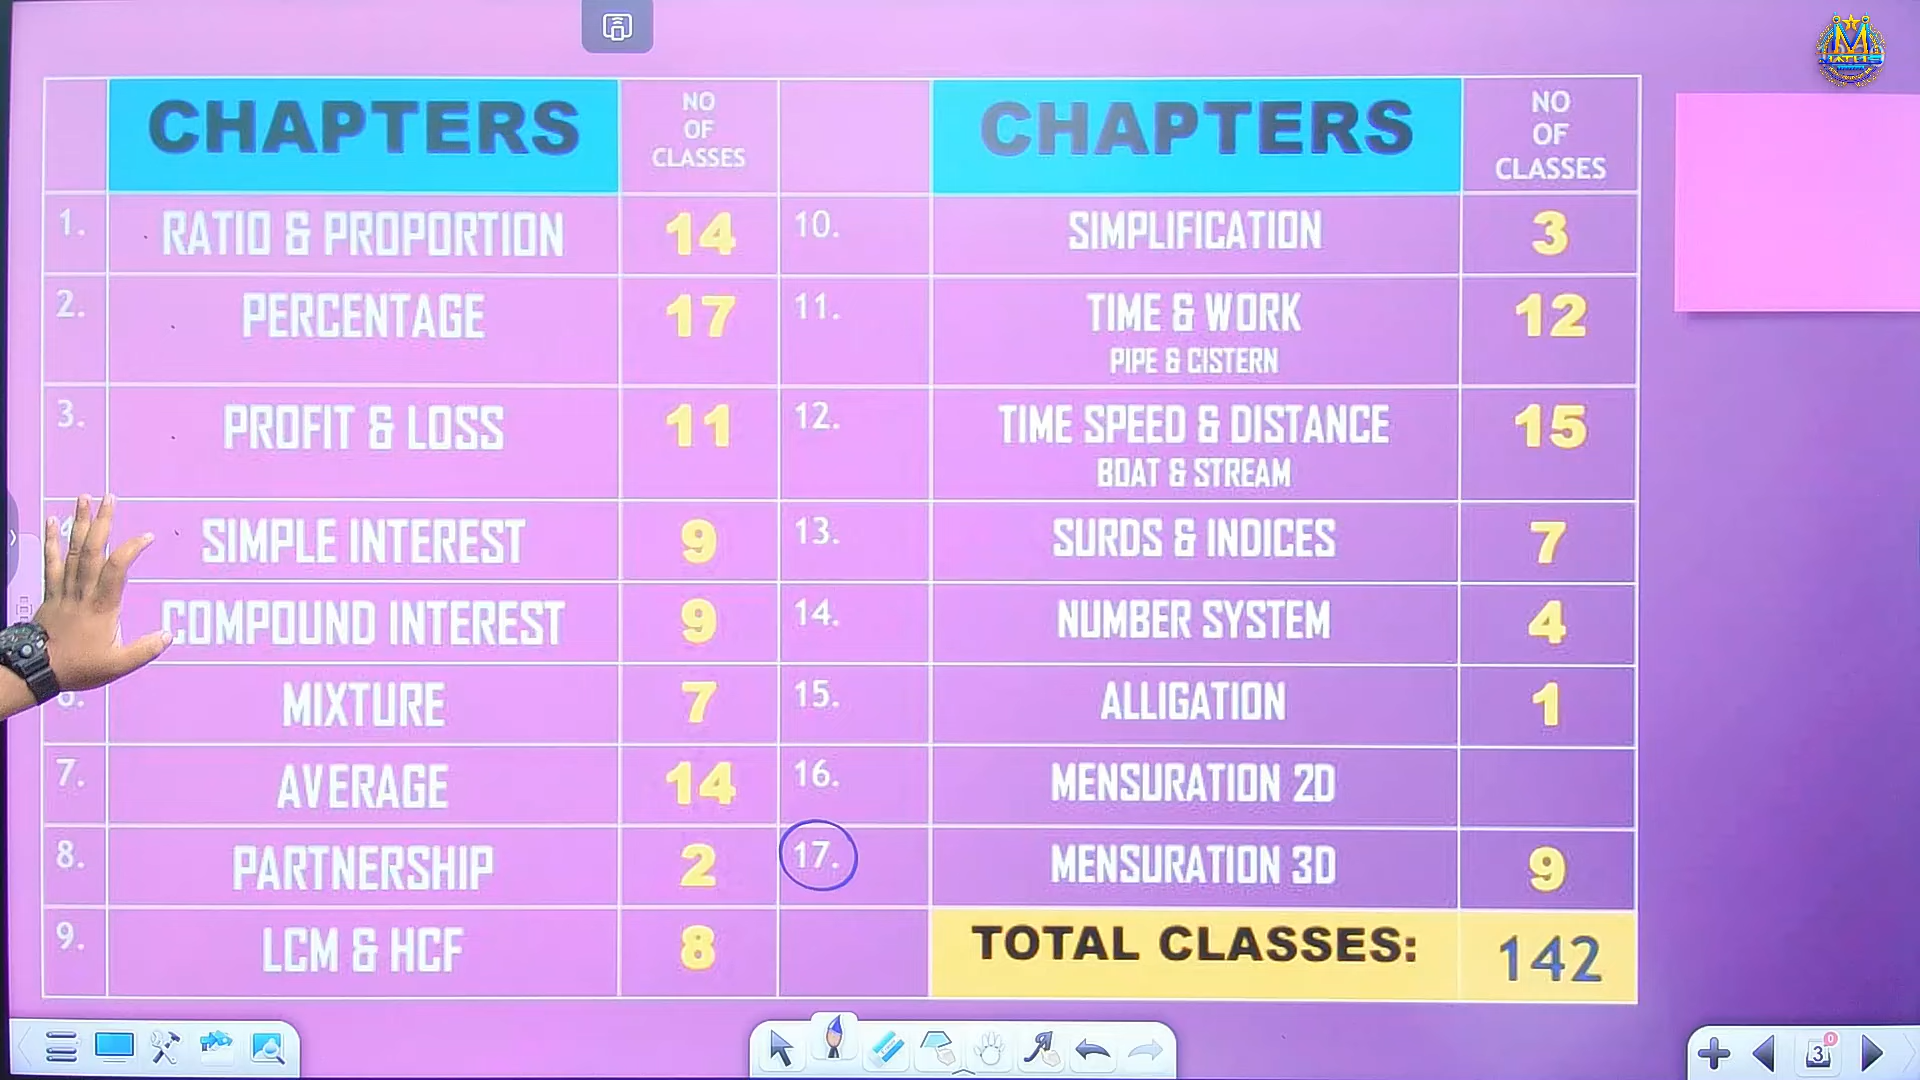 CHAPTERS
NO
OF
CLASSES
CHAPTERS
NO
OF
CLASSES
1. RATIO & PROPORTION 14 10. SIMPLIFICATION 3
2. PERCENTAGE 17 11. TIME & WORK 12
PIPE & CISTERN
3. PROFIT & LOSS 11 12. TIME SPEED & DISTANCE 15
BOAT & STREAM
SIMPLE INTEREST 9 13. SURDS & INDICES 7
COMPOUND INTEREST 9 14. NUMBER SYSTEM 4
6. MIXTURE 7 15. ALLIGATION 1
7. AVERAGE 14 16. MENSURATION 2D
8. PARTNERSHIP 2 17. MENSURATION 3D 9
9. LCM & HCF 8 TOTAL CLASSES: 142
3
0